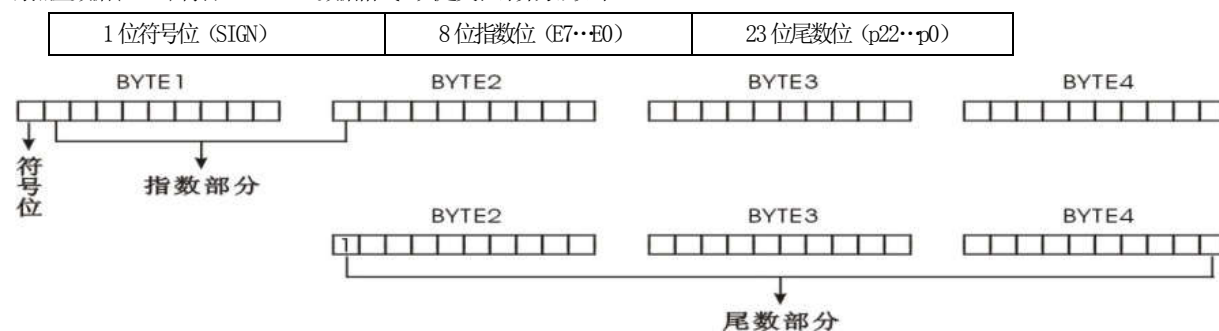 1位符号位（SIGN） 8位指数位（E7…E0） 23位尾数位（p22…p0）
BYTE1 BYTE2 BYTE3 BYTE4
符号位
指数部分
BYTE2 BYTE3 BYTE4
1
尾数部分